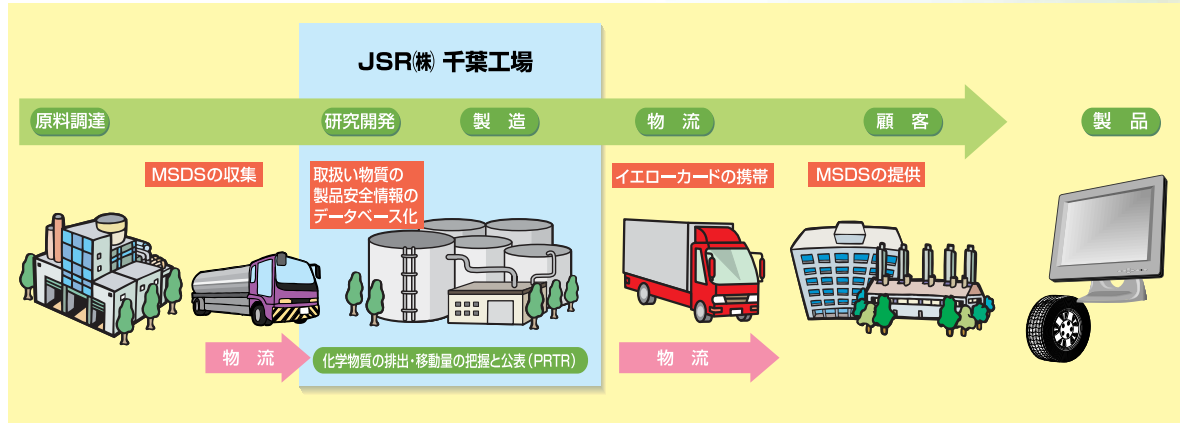 JSR㈱ 千葉工場
原料調達
研究開発
製　造
物　流
顧　客
製　品
MSDSの収集
取扱い物質の
製品安全情報の
データベース化
イエローカードの携帯
MSDSの提供
物　流
化学物質の排出・移動量の把握と公表（PRTR）
物　流